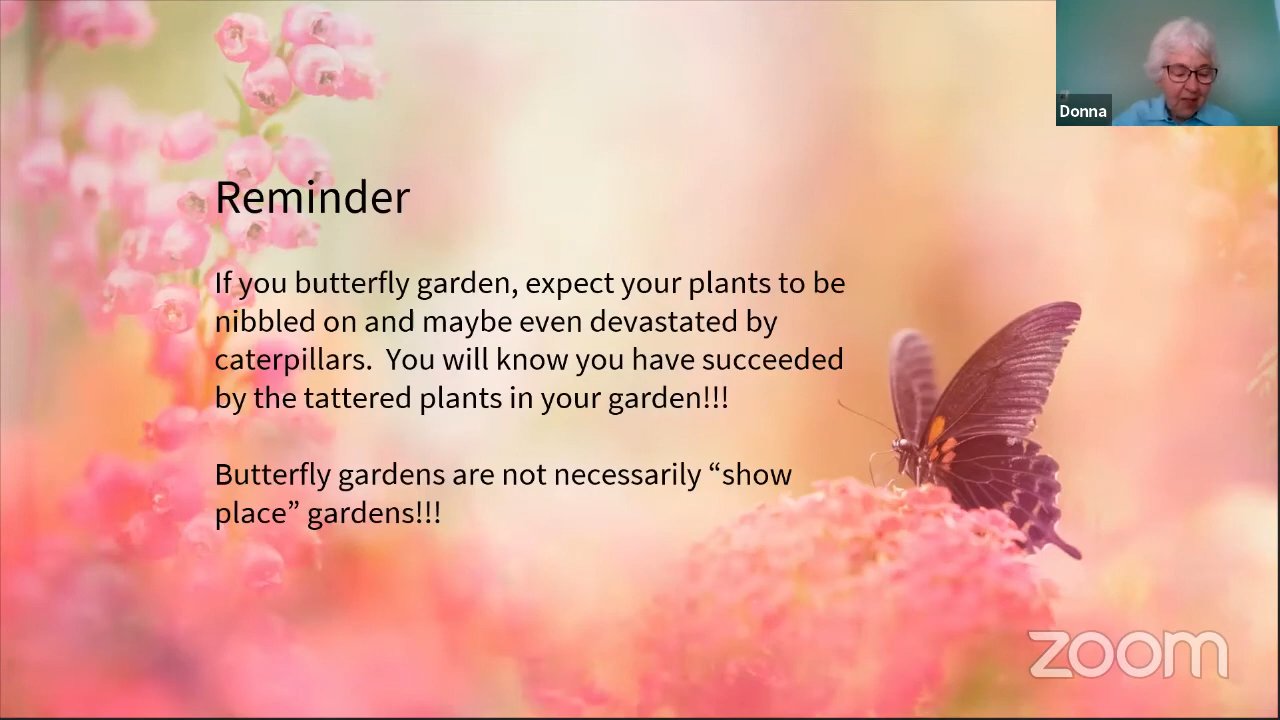 Donna
Reminder
If you butterfly garden, expect your plants to be
nibbled on and maybe even devastated by
caterpillars.  You will know you have succeeded
by the tattered plants in your garden!!!
Butterfly gardens are not necessarily “show
place” gardens!!!
zoom